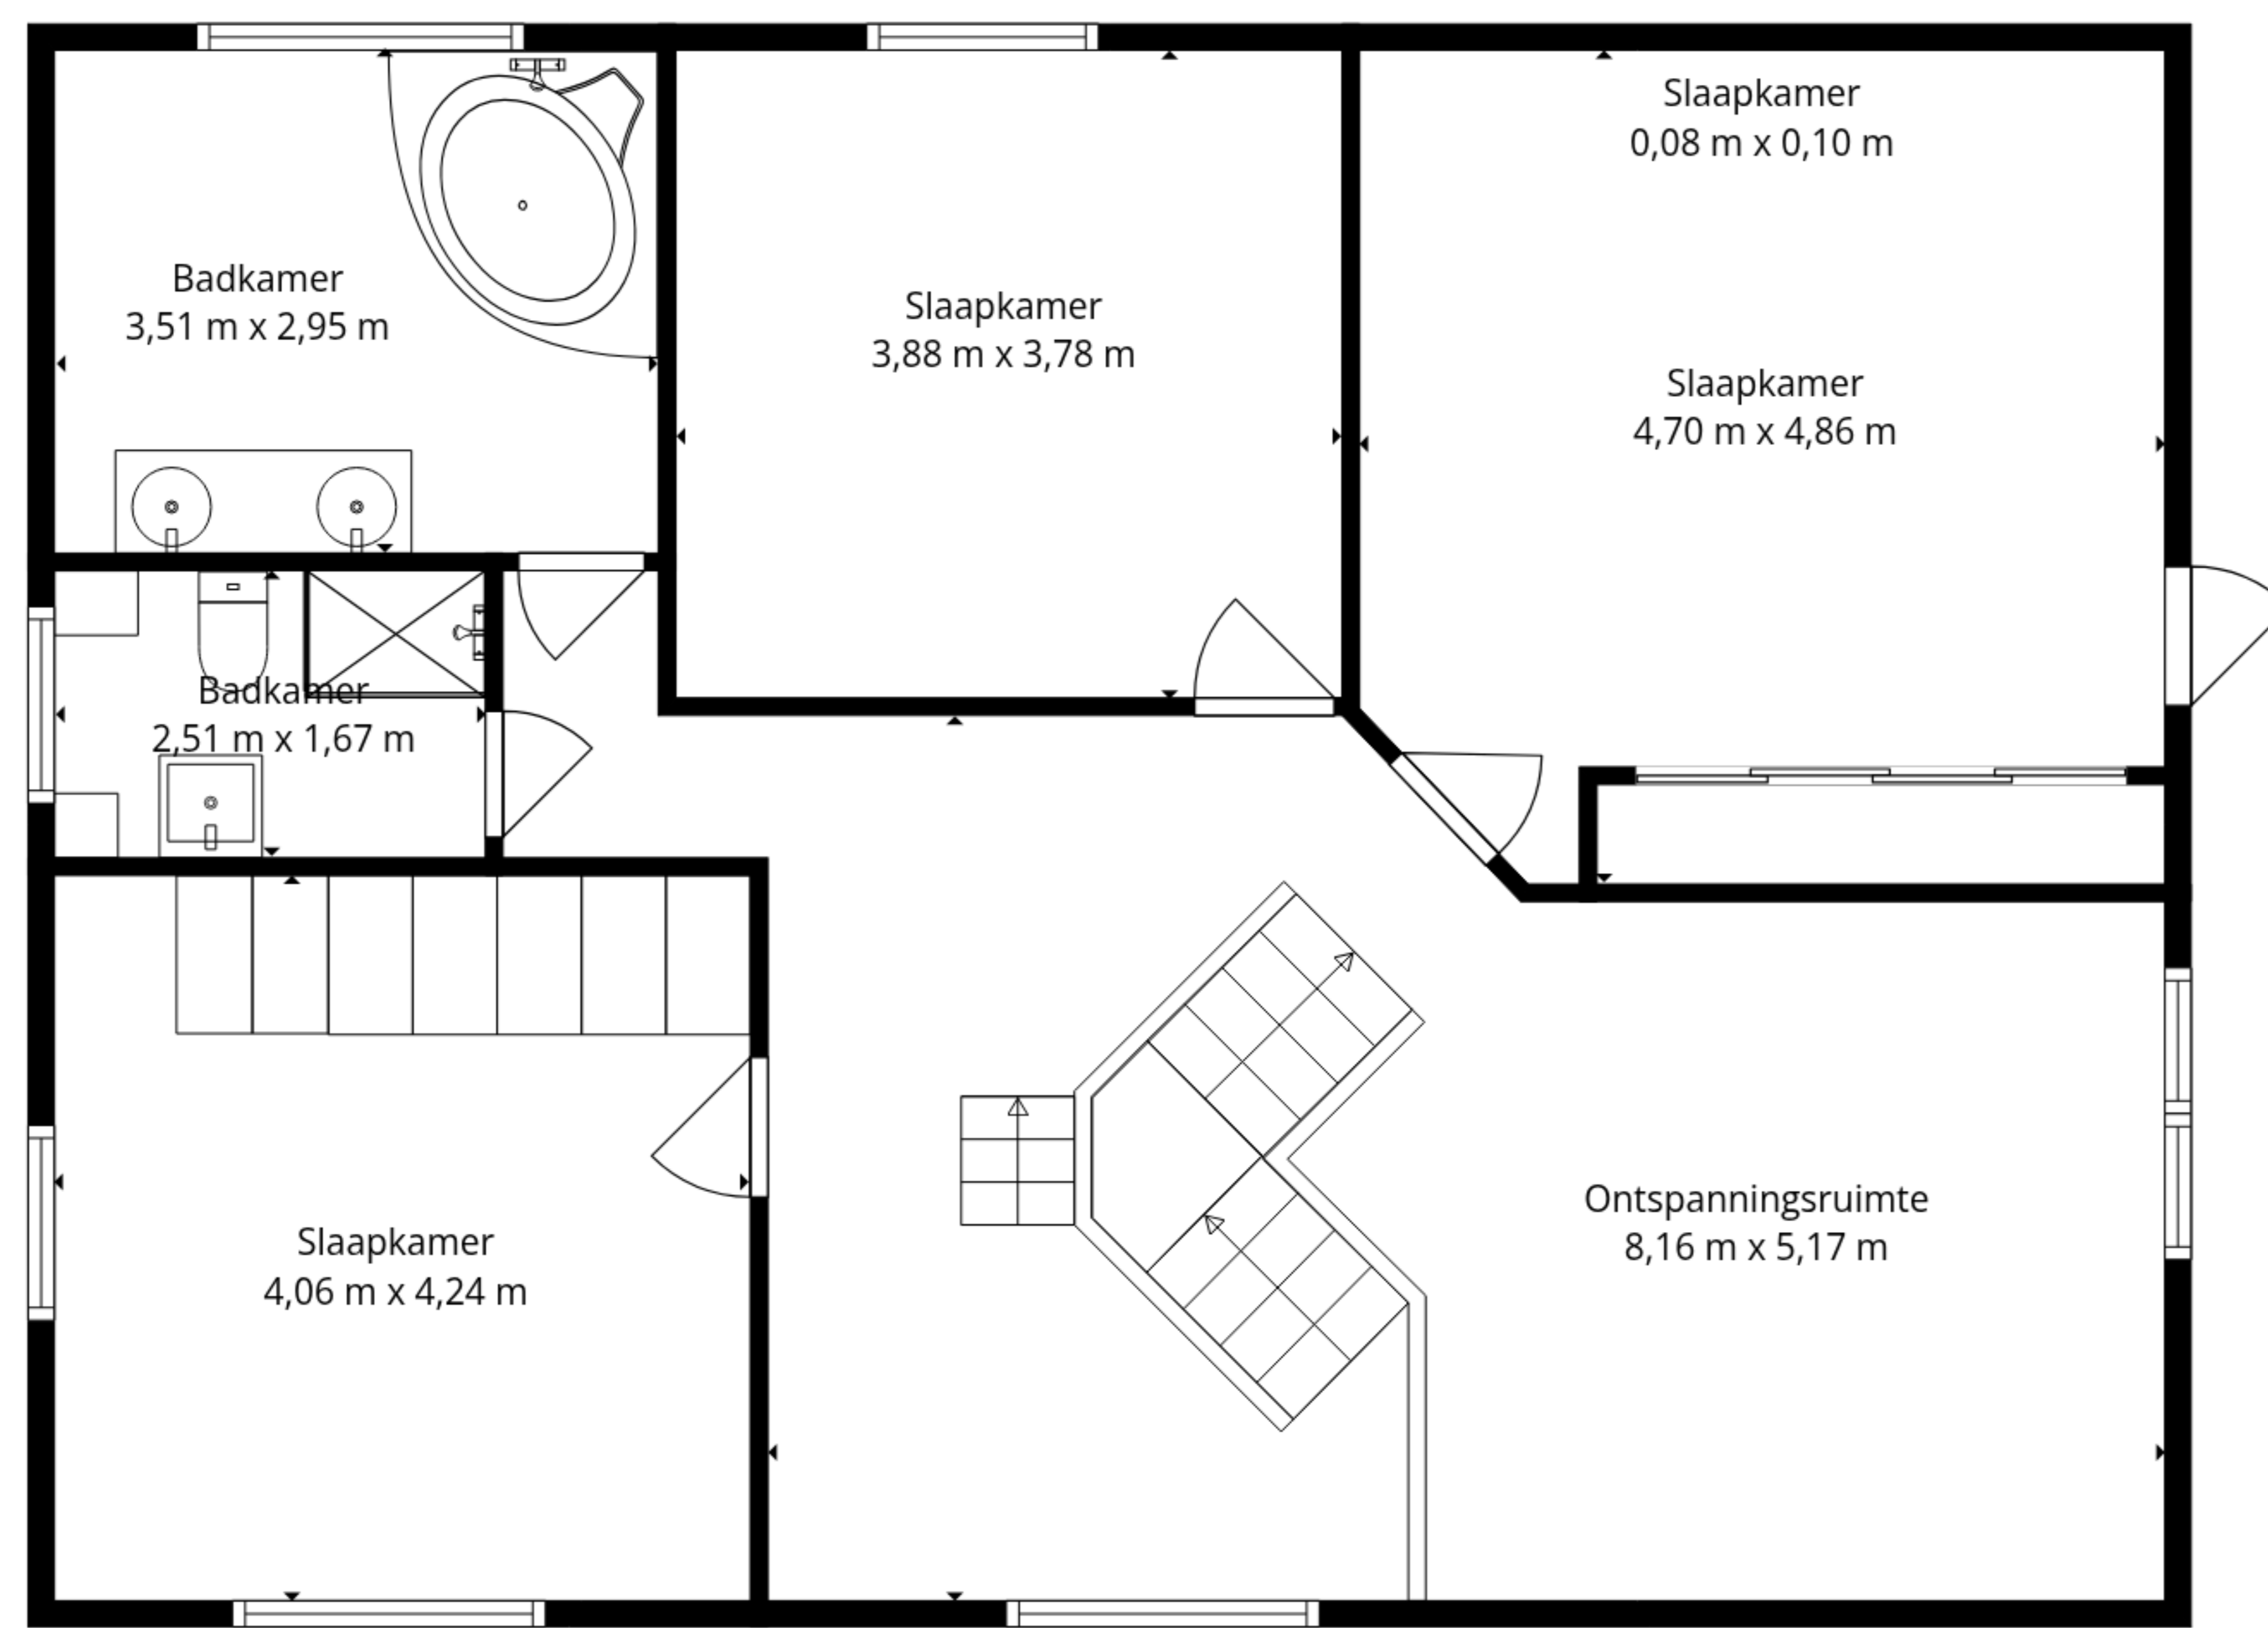 Slaapkamer
0,08 m x 0,10 m
Badkamer
3,51 m x 2,95 m
Slaapkamer
3,88 m x 3,78 m
Slaapkamer
4,70 m x 4,86 m
Badkamer
2,51 m x 1,67 m
Slaapkamer
4,06 m x 4,24 m
Ontspanningsruimte
8,16 m x 5,17 m